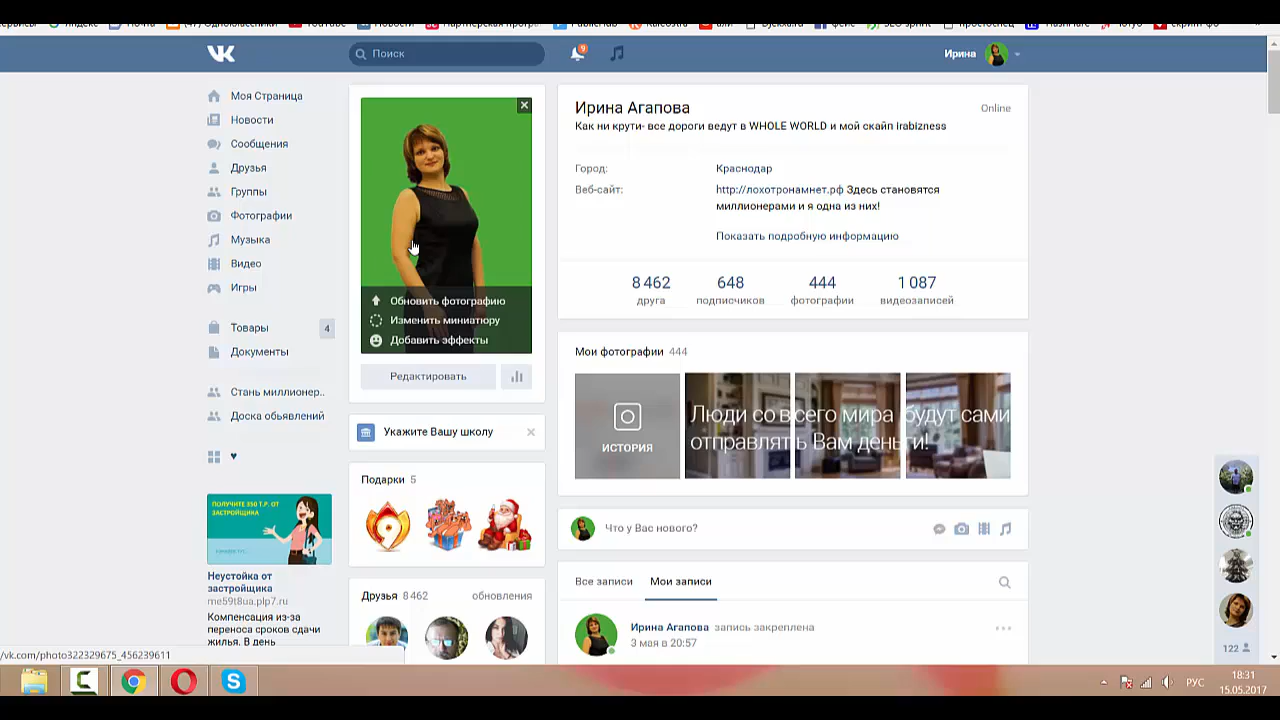 Поиск
9
Ирина
Моя Страница
Новости
Сообщения
Друзья
Группы
Фотографии
Музыка
Видео
Игры
Товары 4
Документы
Стань миллионер..
Доска обьявлений
ПОЛУЧИТЕ 350 Т.Р. ОТ
ЗАСТРОЙЩИКА
Неустойка от
застройщика
me59t8ua.plp7.ru
Компенсация из-за
переноса сроков сдачи
жилья. В день
/vk.com/photo322329675_456239611
Обновить фотографию
Изменить миниатюру
Добавить эффекты
Редактировать
Укажите Вашу школу
Подарки 5
Друзья 8 462 обновления
Ирина Агапова
Online
Как ни крути- все дороги ведут в WHOLE WORLD и мой скайп irabizness
Город: Краснодар
Веб-сайт: http://лохотронамнет.рф Здесь становятся
миллионерами и я одна из них!
Показать подробную информацию
8 462 648 444 1 087
друга подписчиков фотографии видеозаписей
Мои фотографии 444
ИСТОРИЯ
Люди со всего мира будут сами
отправлять Вам деньги!
Что у Вас нового?
Все записи Мои записи
Ирина Агапова запись закреплена
3 мая в 20:57
122
РУС
18:31
15.05.2017